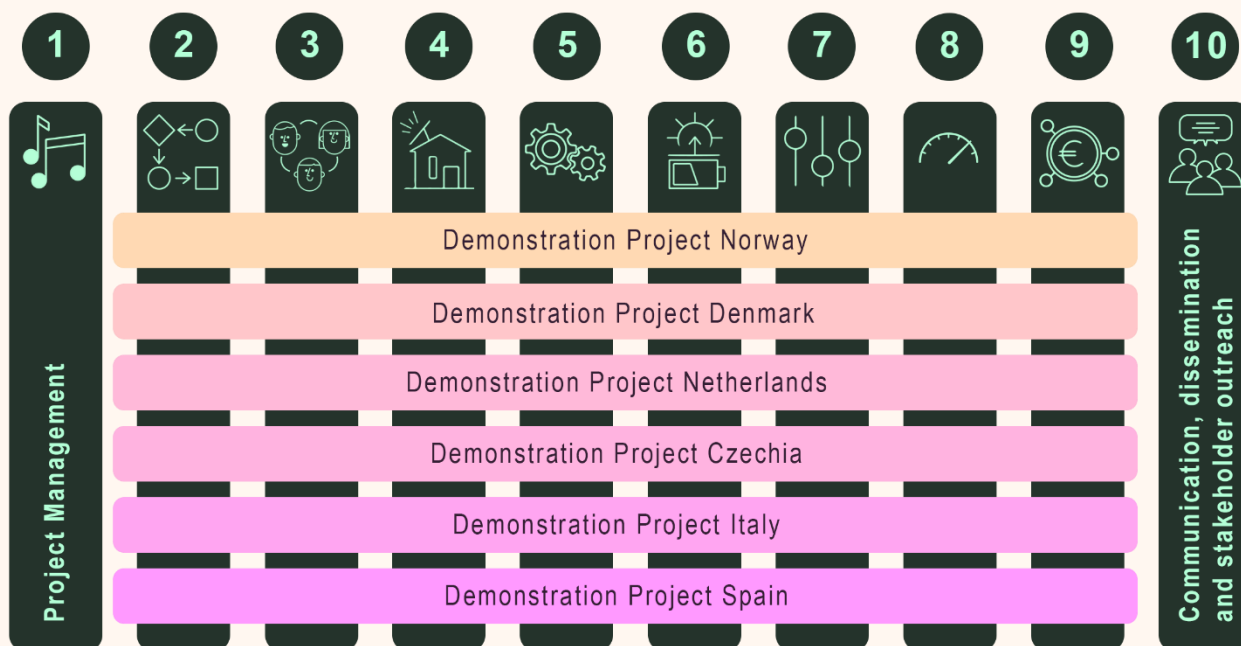 1 2 3 4 5 6 7 8 9 10
Project Management
Demonstration Project Norway
Demonstration Project Denmark
Demonstration Project Netherlands
Demonstration Project Czechia
Demonstration Project Italy
Demonstration Project Spain
€
Communication, dissemination
and stakeholder outreach